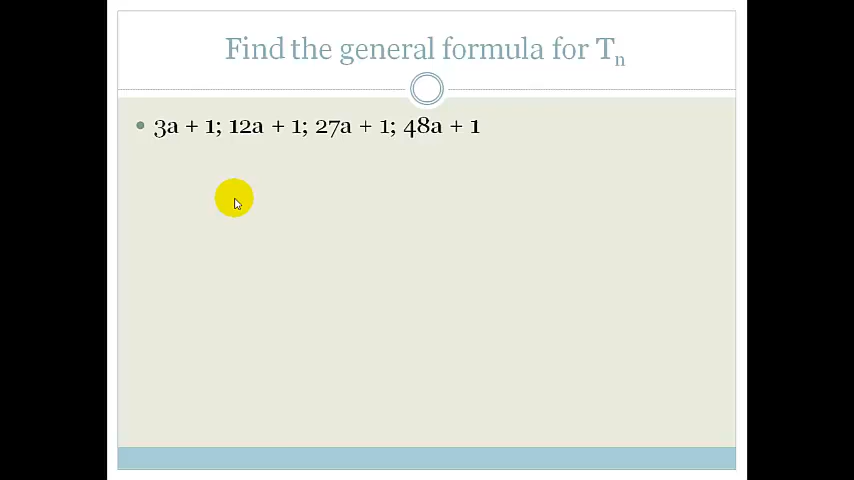 Find the general formula for Tₙ
• 3a + 1; 12a + 1; 27a + 1; 48a + 1